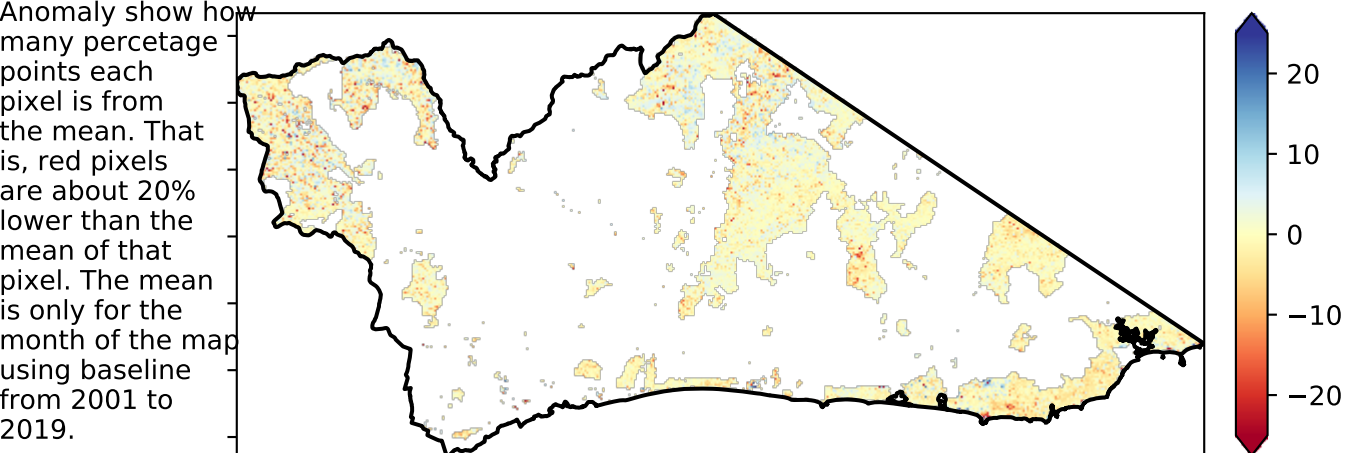 Anomaly show how
many percetage
points each
pixel is from
the mean. That
is, red pixels
are about 20%
lower than the
mean of that
pixel. The mean
is only for the
month of the map
using baseline
from 2001 to
2019.
20
10
0
−10
−20